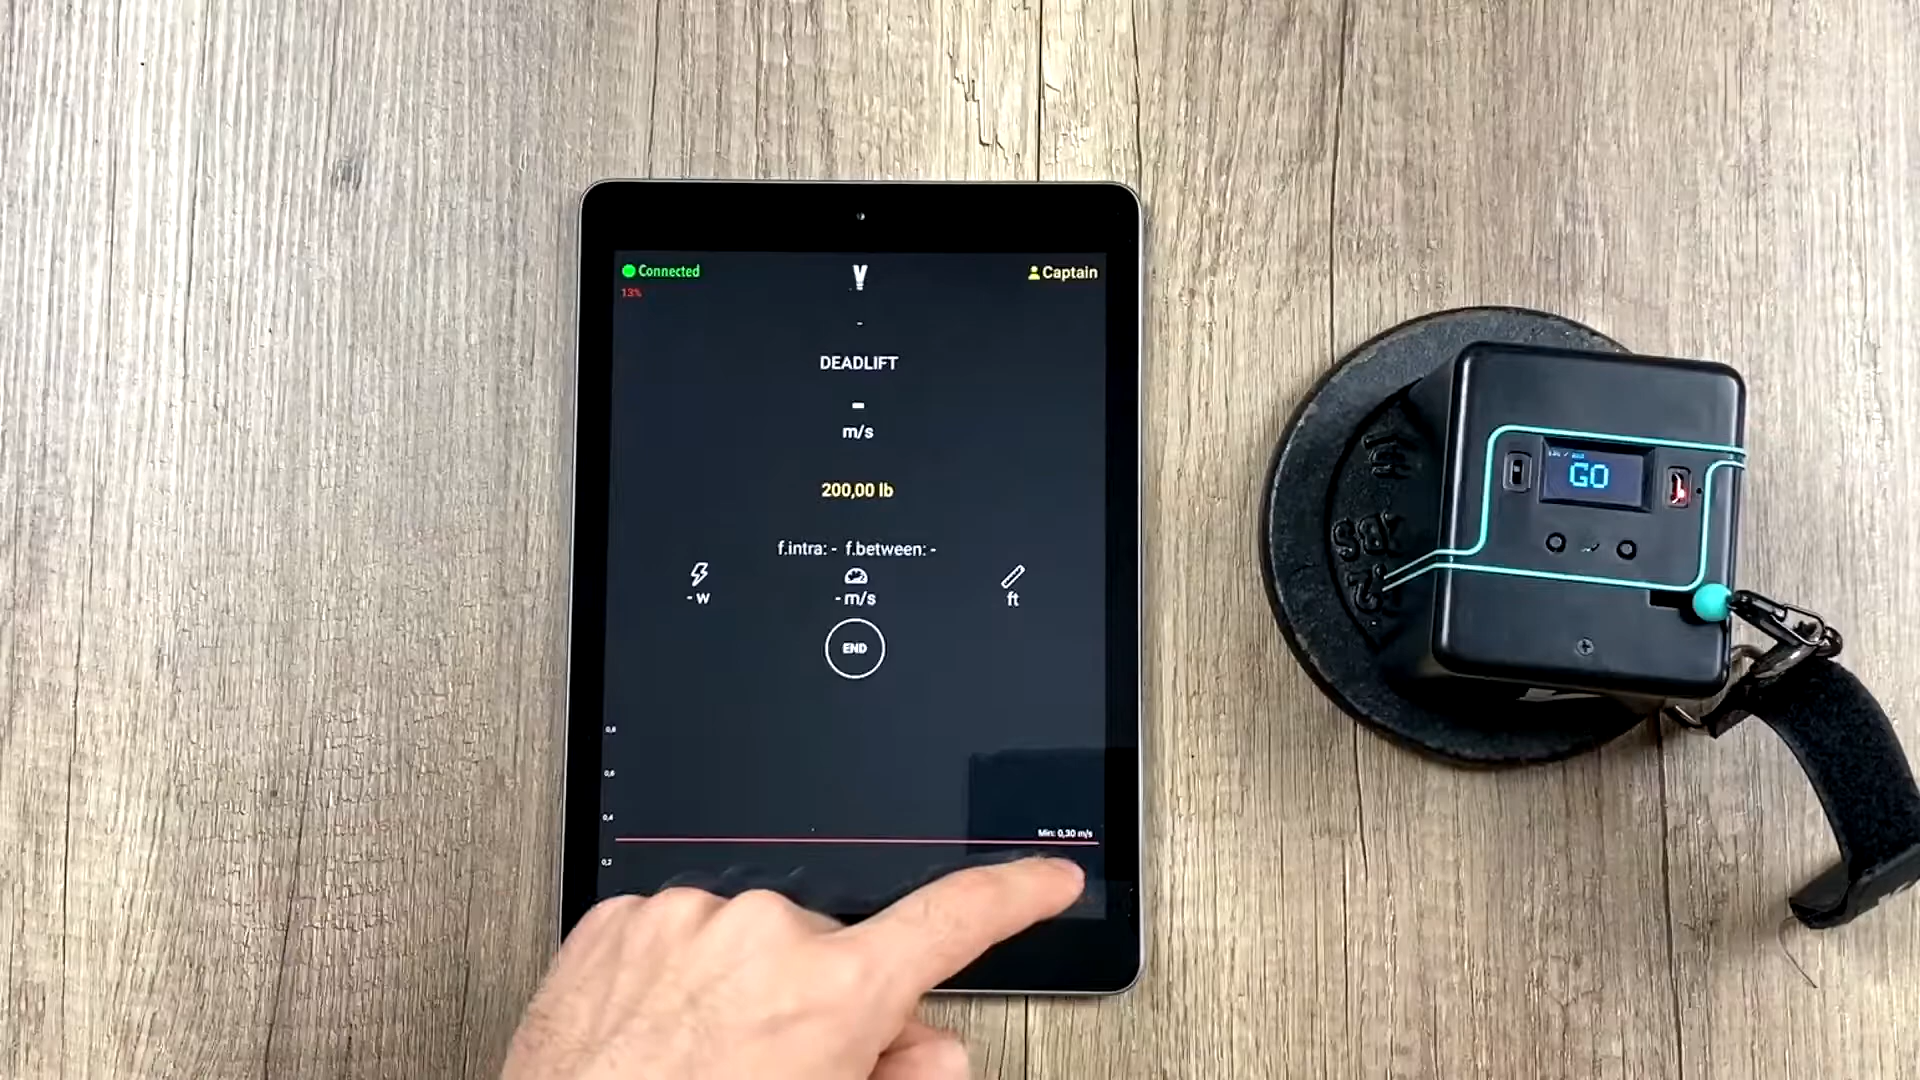 Connected
Captain
13%
-
DEADLIFT
-
m/s
200,00 lb
f.intra: - f.between: -
- w
- m/s
ft
END
0,8
0,6
0,4
Min: 0,30 m/s
0,2
GO
LBS